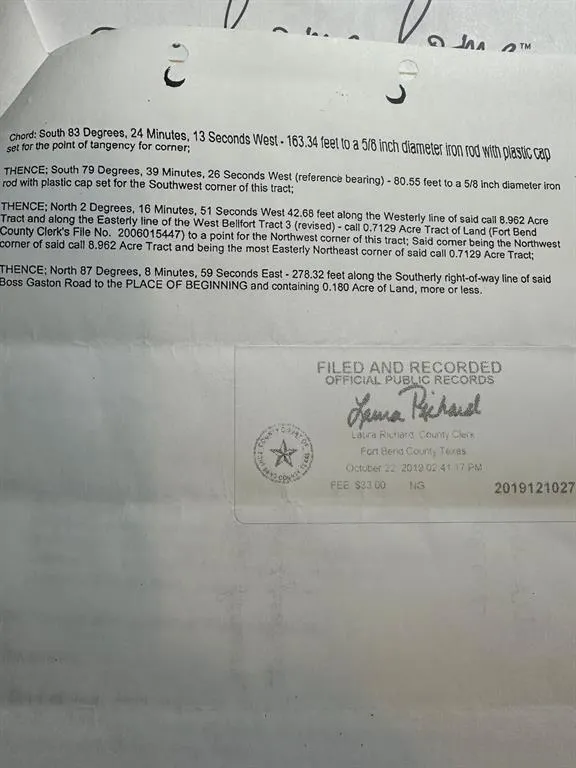 TM
Chord: South 83 Degrees, 24 Minutes, 13 Seconds West - 163.34 feet to a 5/8 inch diameter iron rod with plastic cap
set for the point of tangency for corner;
THENCE; South 79 Degrees, 39 Minutes, 26 Seconds West (reference bearing) - 80.55 feet to a 5/8 inch diameter iron
rod with plastic cap set for the Southwest corner of this tract;
THENCE; North 2 Degrees, 16 Minutes, 51 Seconds West 42.68 feet along the Westerly line of said call 8.962 Acre
Tract and along the Easterly line of the West Bellfort Tract 3 (revised) - call 0.7129 Acre Tract of Land (Fort Bend
County Clerk's File No. 2006015447) to a point for the Northwest corner of this tract; Said corner being the Northwest
corner of said call 8.962 Acre Tract and being the most Easterly Northeast corner of said call 0.7129 Acre Tract;
THENCE; North 87 Degrees, 8 Minutes, 59 Seconds East - 278.32 feet along the Southerly right-of-way line of said
Boss Gaston Road to the PLACE OF BEGINNING and containing 0.180 Acre of Land, more or less.
FILED AND RECORDED
OFFICIAL PUBLIC RECORDS
Laura Richard
Laura Richard, County Clerk
Fort Bend County Texas
October 22, 2019 02:41:17 PM
FEE $33.00 NG
2019121027